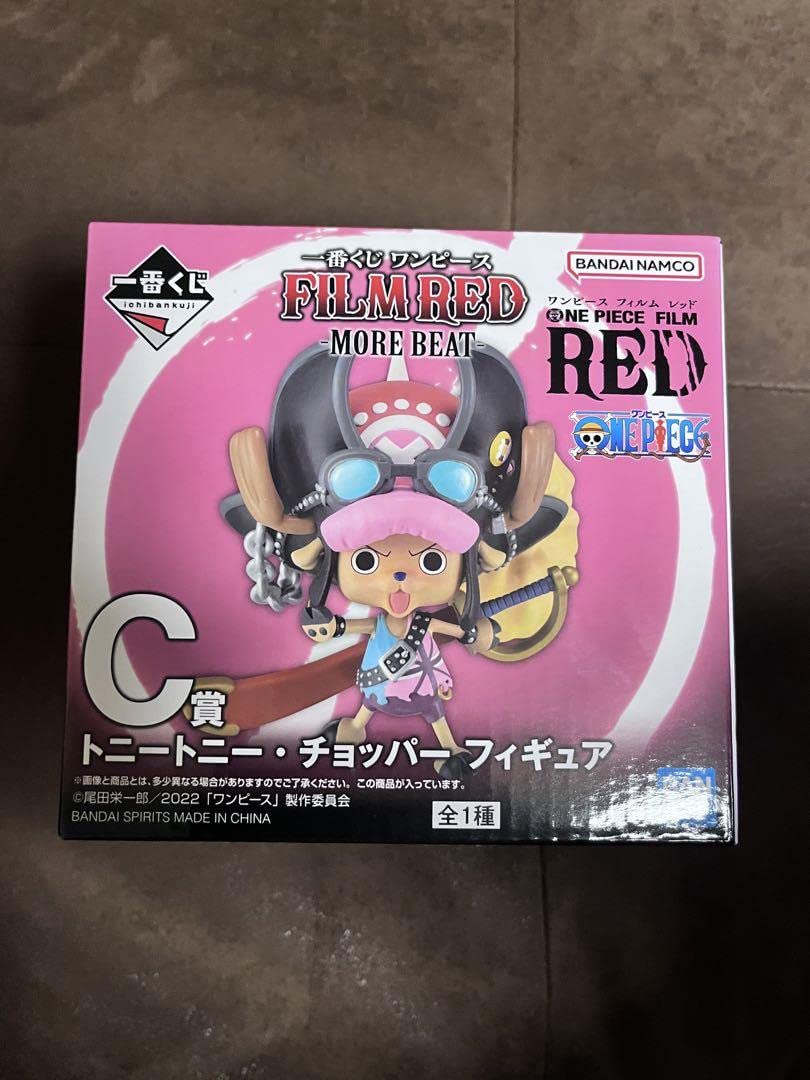 一番くじ
ichibankuji
一番くじ ワンピース
FILM RED
-MORE BEAT-
BANDAI NAMCO
ワンピース フィルム レッド
ONE PIECE FILM
RED
ワンピース
ONE PIECE
C賞
トニートニー・チョッパー フィギュア
※画像と商品とは、多少異なる場合がありますのでご了承ください。この商品が入っています。
©尾田栄一郎/2022「ワンピース」製作委員会
BANDAI SPIRITS MADE IN CHINA
全1種